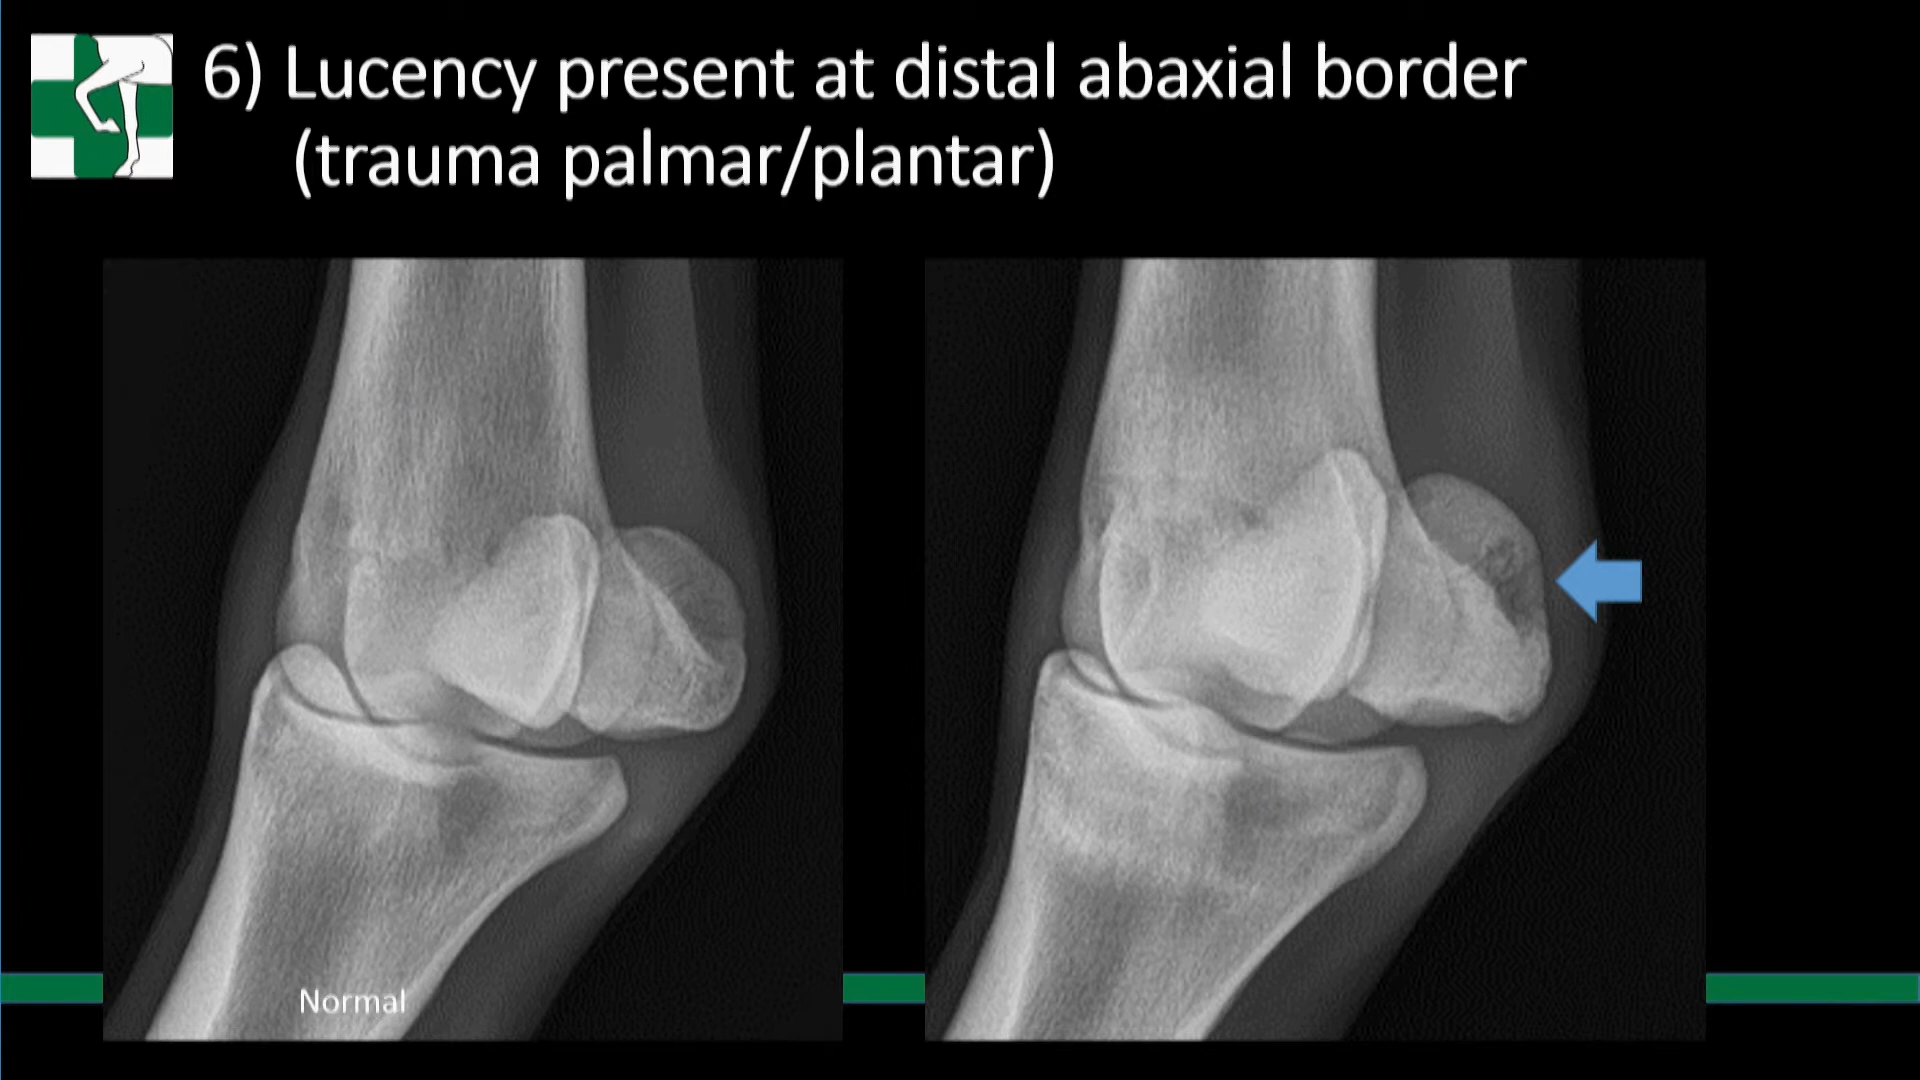 6) Lucency present at distal abaxial border
(trauma palmar/plantar)
Normal